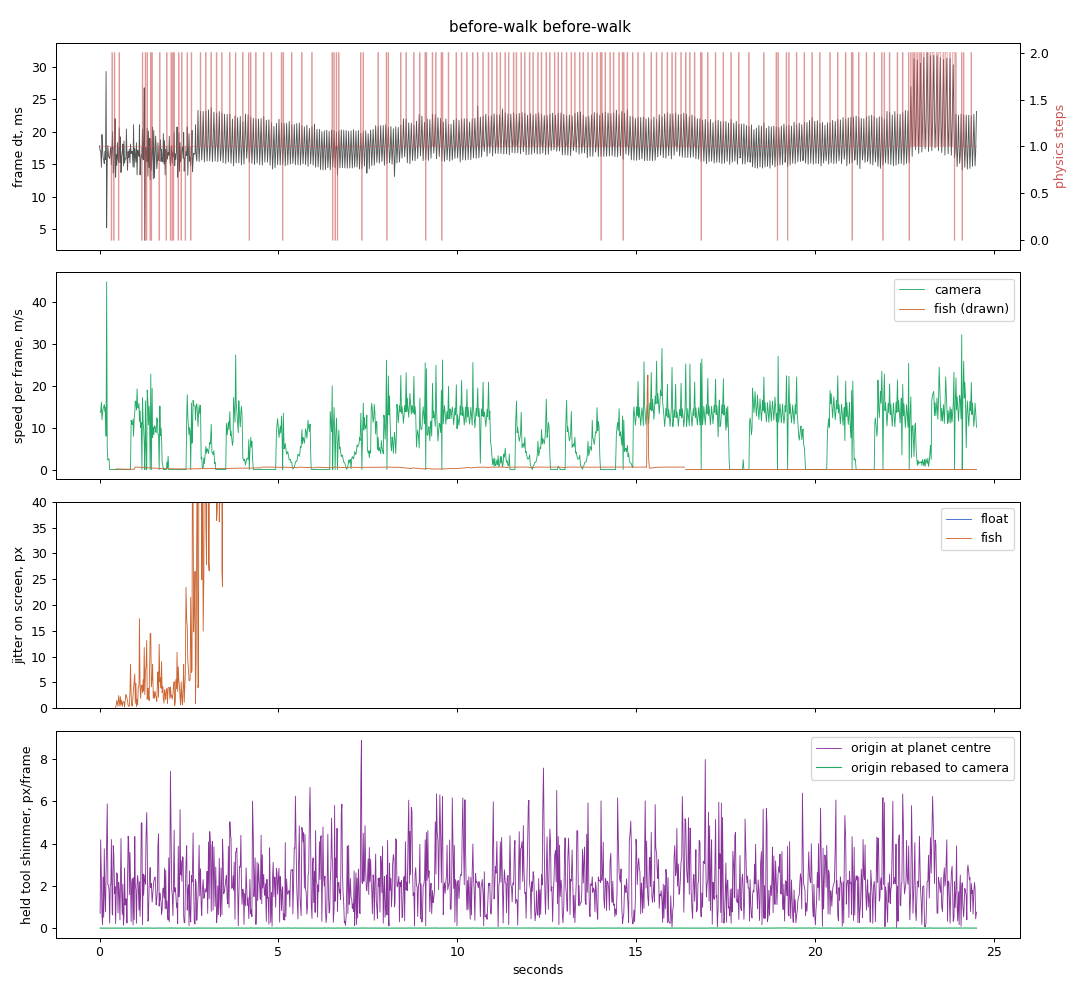 before-walk before-walk
frame dt, ms
30
25
20
15
10
5
2.0
1.5
1.0
0.5
0.0
physics steps
speed per frame, m/s
40
30
20
10
0
camera
fish (drawn)
jitter on screen, px
40
35
30
25
20
15
10
5
0
float
fish
held tool shimmer, px/frame
8
6
4
2
0
origin at planet centre
origin rebased to camera
0
5
10
15
20
25
seconds